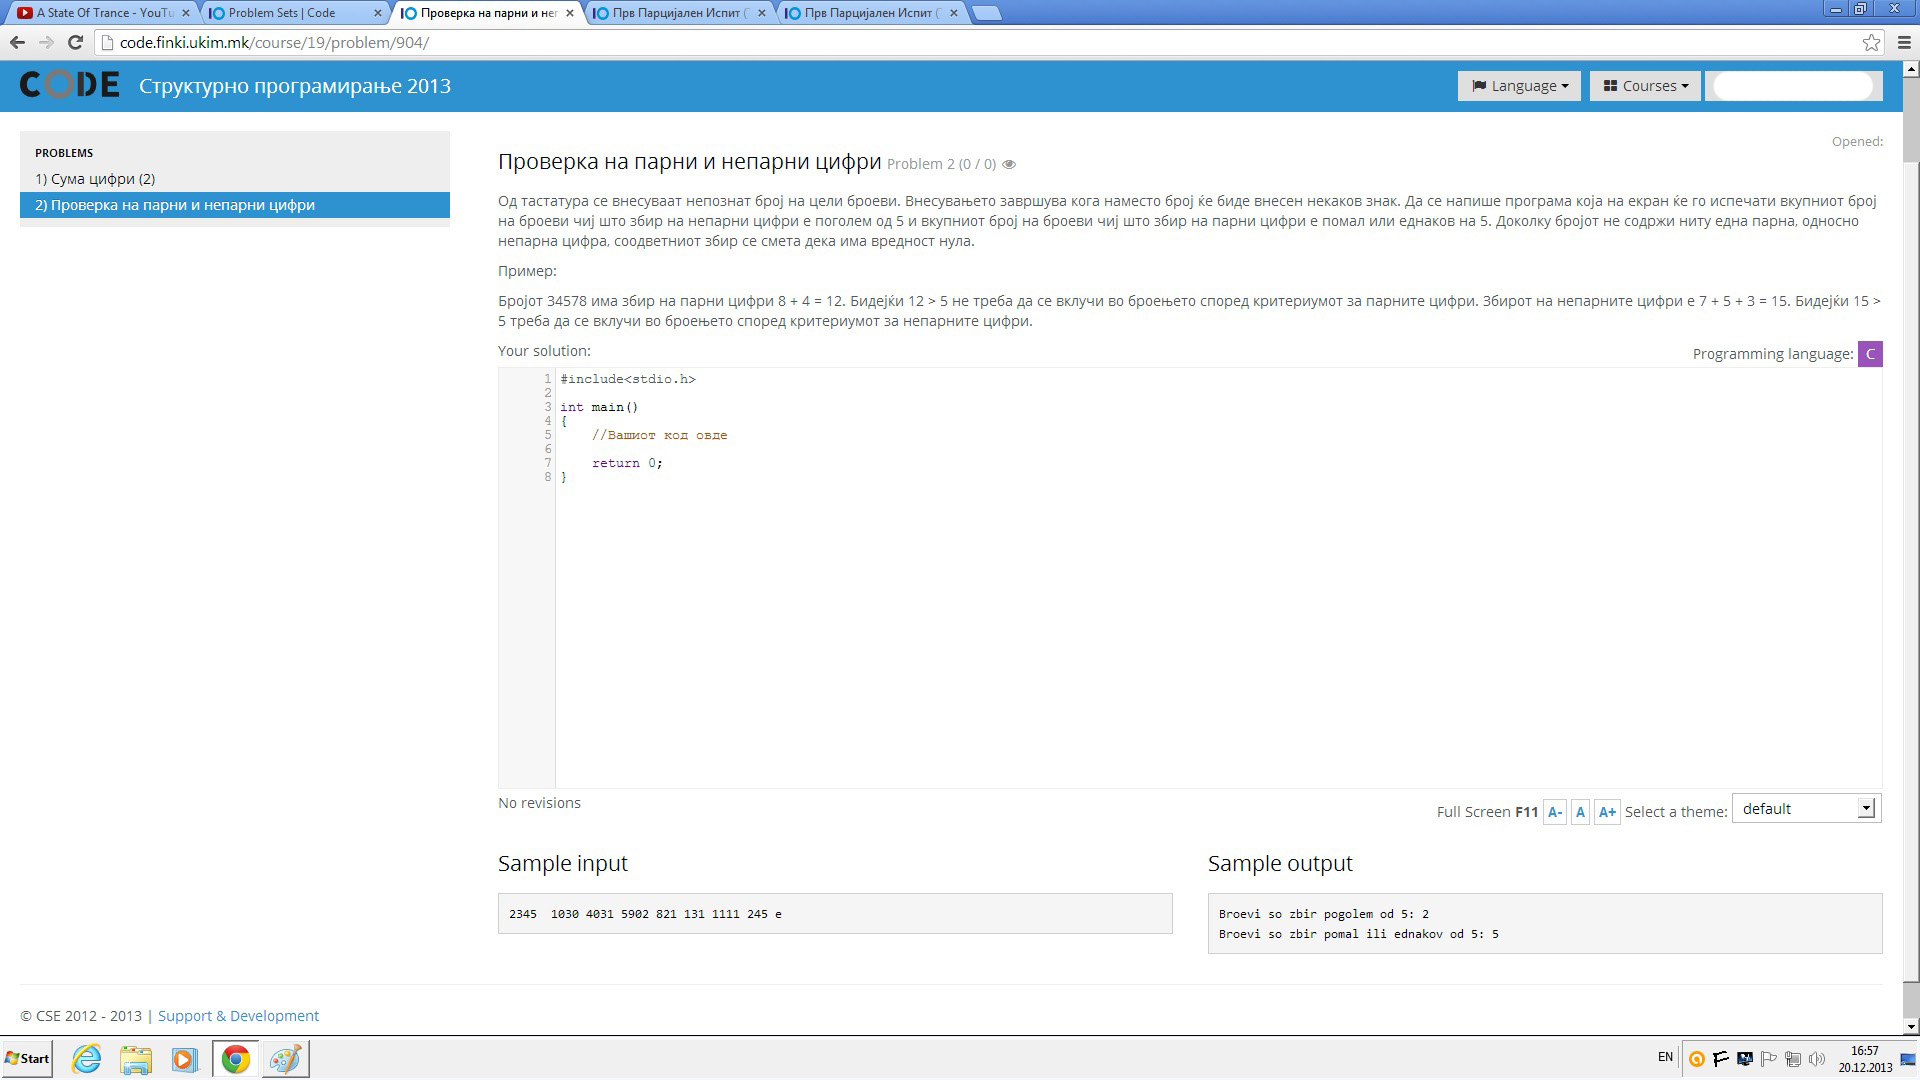 A State Of Trance - YouTu
Problem Sets | Code
Проверка на парни и неп
Прв Парцијален Испит (
Прв Парцијален Испит (
code.finki.ukim.mk/course/19/problem/904/
CODE Структурно програмирање 2013
Language
Courses
PROBLEMS
1) Сума цифри (2)
2) Проверка на парни и непарни цифри
Opened:
Проверка на парни и непарни цифри Problem 2 (0 / 0)
Од тастатура се внесуваат непознат број на цели броеви. Внесувањето завршува кога наместо број ќе биде внесен некаков знак. Да се напише програма која на екран ќе го испечати вкупниот број
на броеви чиј што збир на непарни цифри е поголем од 5 и вкупниот број на броеви чиј што збир на парни цифри е помал или еднаков на 5. Доколку бројот не содржи ниту една парна, односно
непарна цифра, соодветниот збир се смета дека има вредност нула.
Пример:
Бројот 34578 има збир на парни цифри 8 + 4 = 12. Бидејќи 12 > 5 не треба да се вклучи во броењето според критериумот за парните цифри. Збирот на непарните цифри е 7 + 5 + 3 = 15. Бидејќи 15 >
5 треба да се вклучи во броењето според критериумот за непарните цифри.
Your solution:
Programming language: C
1 #include<stdio.h>
2
3 int main()
4 {
5 //Вашиот код овде
6
7 return 0;
8 }
No revisions
Full Screen F11 A- A A+ Select a theme: default
Sample input
2345  1030 4031 5902 821 131 1111 245 e
Sample output
Broevi so zbir pogolem od 5: 2
Broevi so zbir pomal ili ednakov od 5: 5
© CSE 2012 - 2013 | Support & Development
Start
EN
16:57
20.12.2013